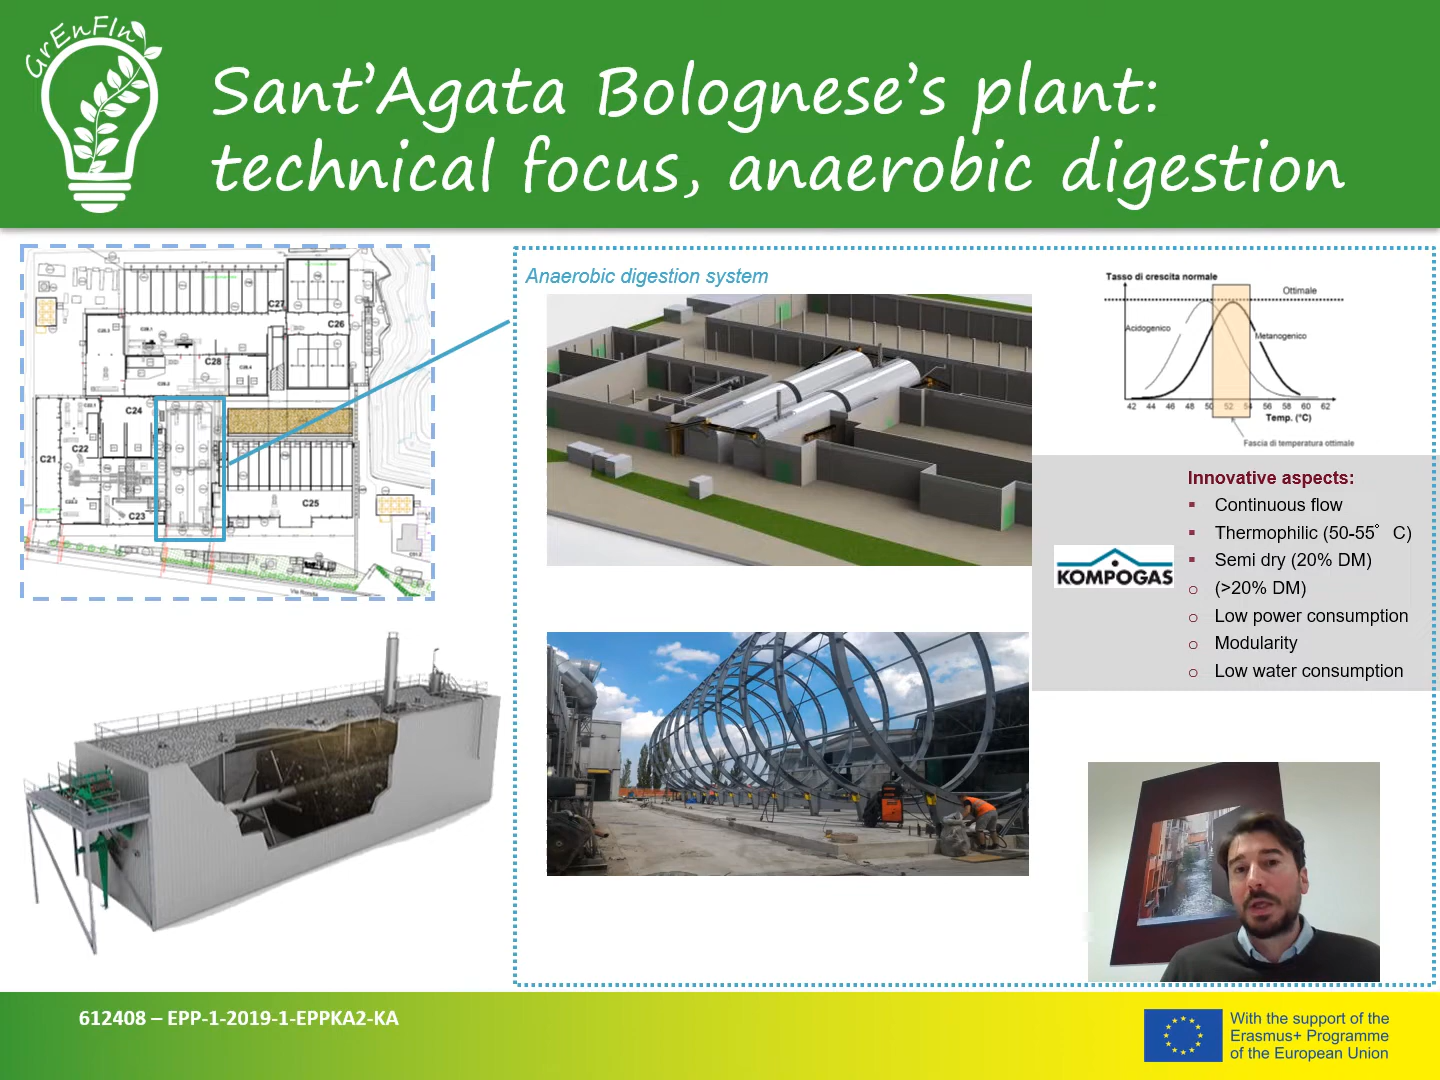 GrEnFIn
Sant’Agata Bolognese’s plant:
technical focus, anaerobic digestion
C27
C26
C28
C24
C22
C21
C23
C25
Anaerobic digestion system
Tasso di crescita normale
Ottimale
Acidogenico
Metanogenico
42 44 46 48 50 52 54 56 58 60 62
Temp. (°C)
Fascia di temperatura ottimale
KOMPOGAS
Innovative aspects:
▪ Continuous flow
▪ Thermophilic (50-55° C)
▪ Semi dry (20% DM)
o (>20% DM)
o Low power consumption
o Modularity
o Low water consumption
612408 – EPP-1-2019-1-EPPKA2-KA
With the support of the
Erasmus+ Programme
of the European Union